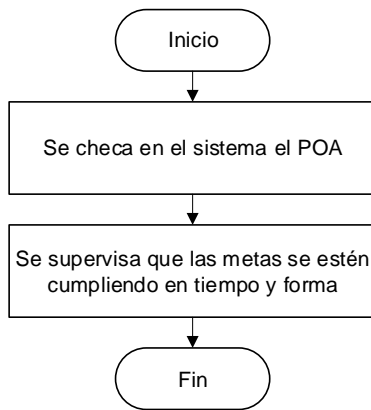 Inicio
Se checa en el sistema el POA
Se supervisa que las metas se estén
cumpliendo en tiempo y forma
Fin